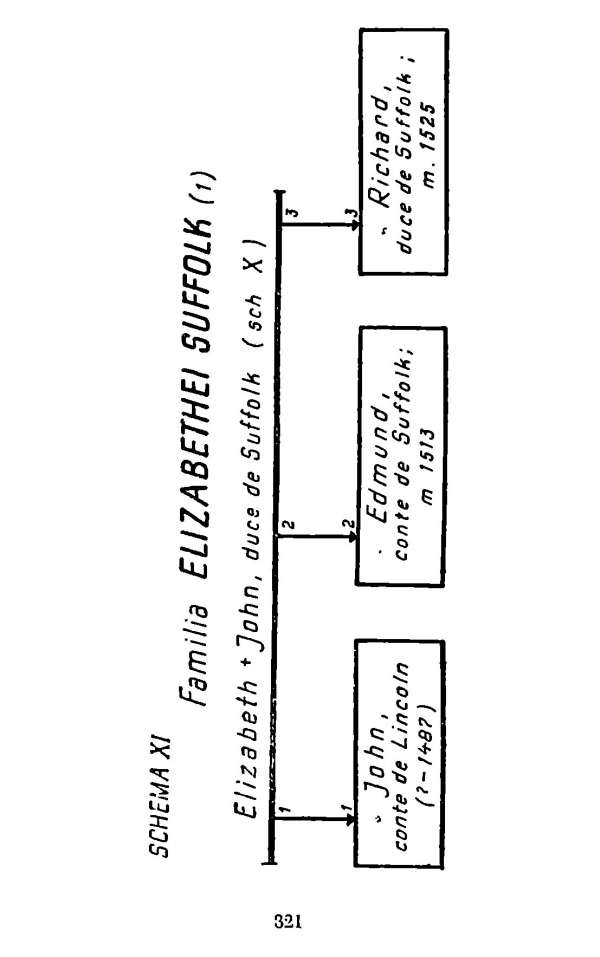 SCHEMA XI
Familia ELIZABETHEI SUFFOLK (1)
Elizabeth + John, duce de Suffolk (sch X)
1
2
3
1
2
3
" John,
conte de Lincoln
(?-1487)
Edmund,
conte de Suffolk;
m 1513
" Richard,
duce de Suffolk;
m. 1525
321